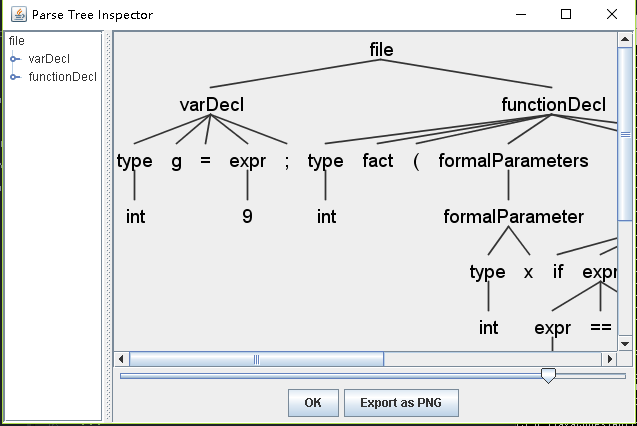 Parse Tree Inspector
file
varDecl
functionDecl
file
varDecl functionDecl
type g = expr ; type fact ( formalParameters
int 9 int formalParameter
type x if expr
int expr ==
OK Export as PNG